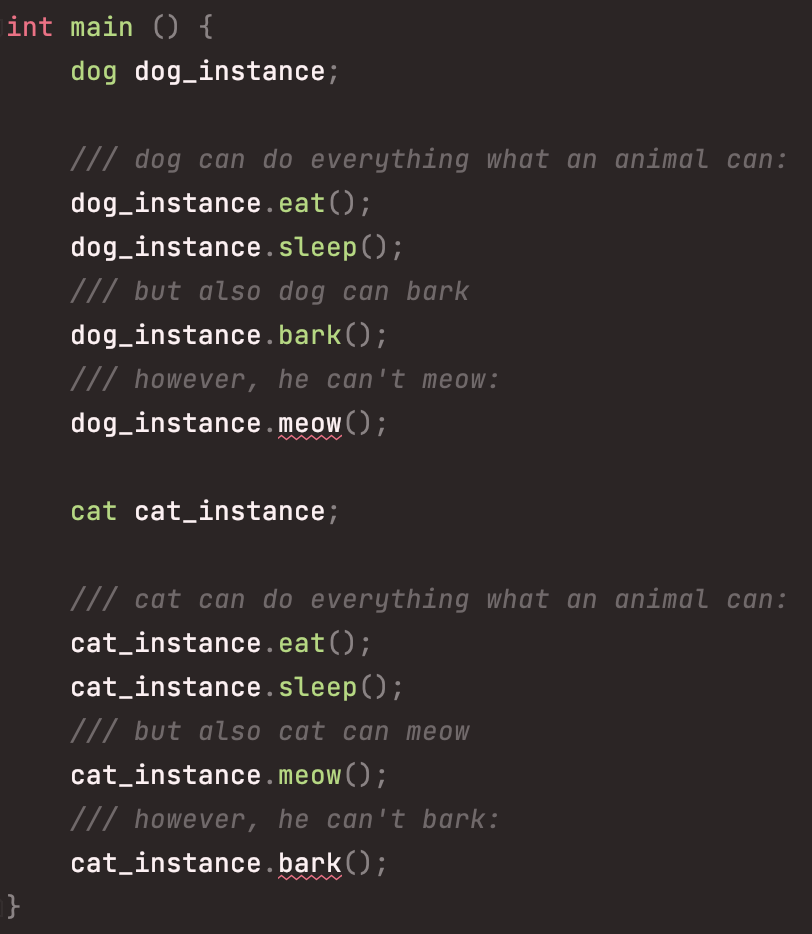 int main () {
dog dog_instance;
/// dog can do everything what an animal can:
dog_instance.eat();
dog_instance.sleep();
/// but also dog can bark
dog_instance.bark();
/// however, he can't meow:
dog_instance.meow();
cat cat_instance;
/// cat can do everything what an animal can:
cat_instance.eat();
cat_instance.sleep();
/// but also cat can meow
cat_instance.meow();
/// however, he can't bark:
cat_instance.bark();
}